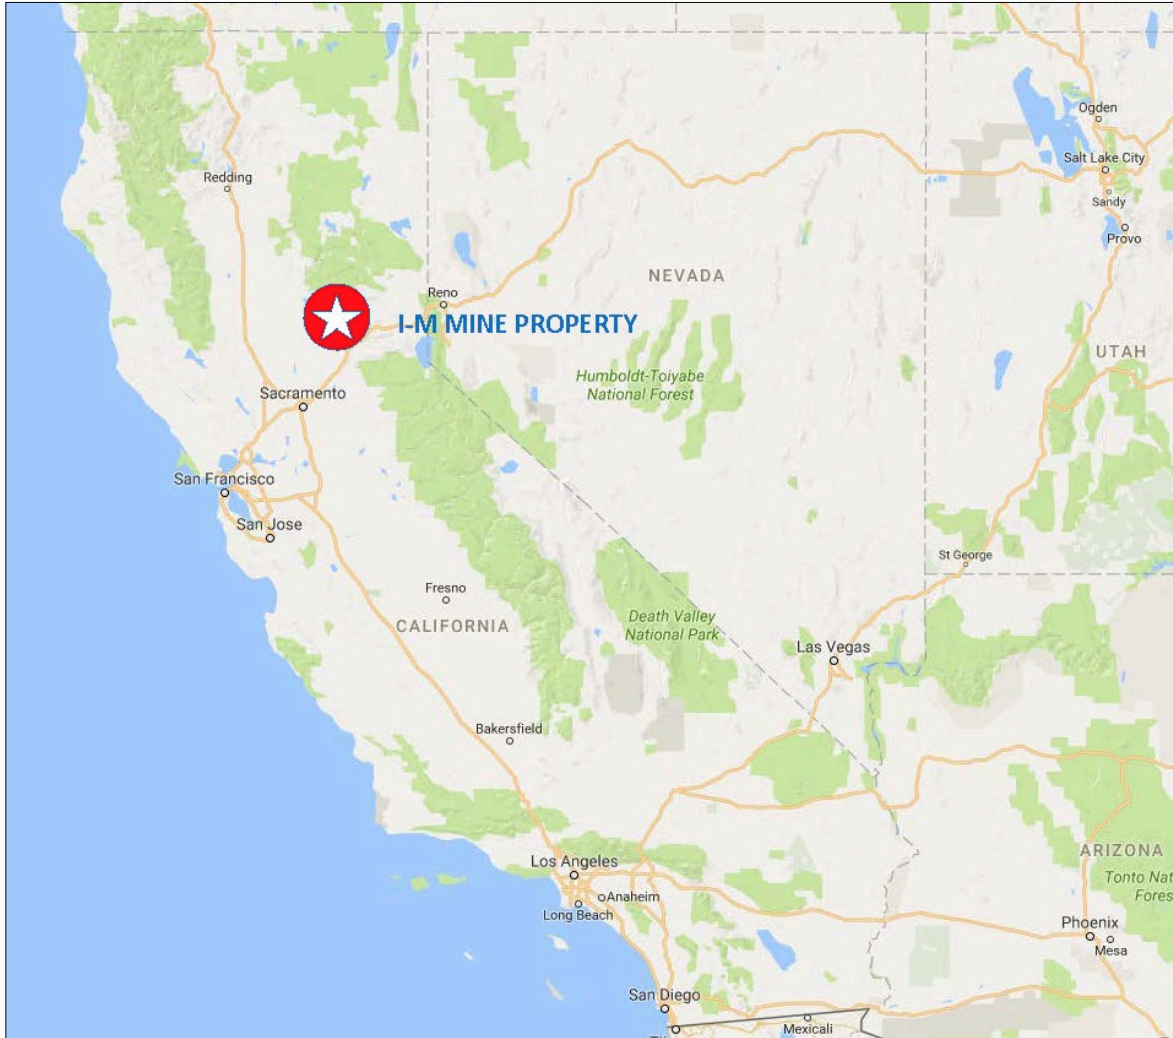 Ogden
Salt Lake City
Redding
Sandy
Provo
NEVADA
Reno
I-M MINE PROPERTY
UTAH
Humboldt-Toiyabe
National Forest
Sacramento
San Francisco
San Jose
St George
Fresno
Death Valley
National Park
CALIFORNIA
Las Vegas
Bakersfield
ARIZONA
Los Angeles
Tonto Nat
Fores
Anaheim
Long Beach
Phoenix
Mesa
San Diego
Mexicali